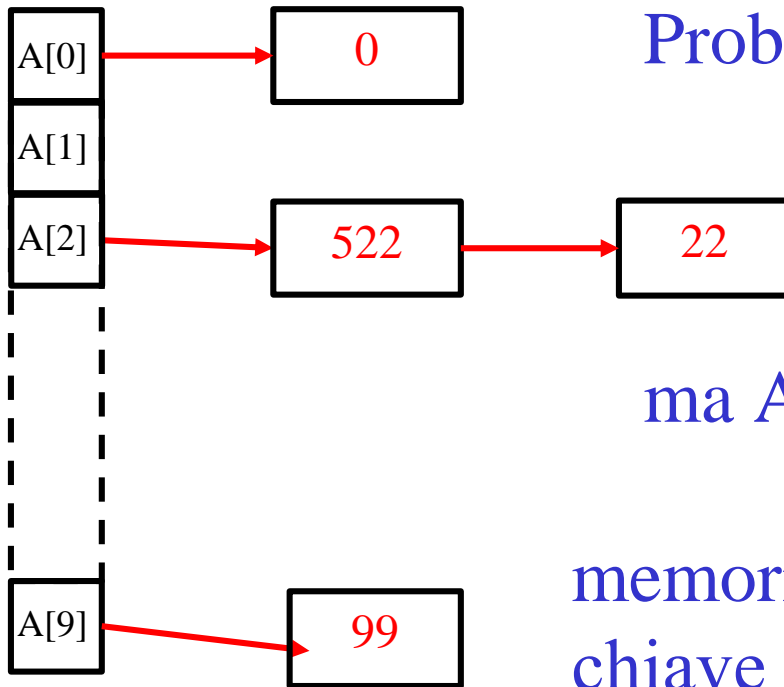 A[0] 0 Prob
A[1]
A[2] 522 22
ma A
memor
A[9] 99
chiave